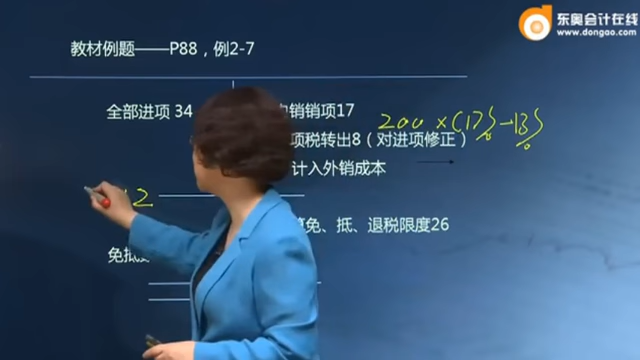 东奥会计在线
www.dongao.com
教材例题——P88，例2-7
全部进项 34
销销项17
200 ×(17%-13%)
项税转出8（对进项修正）
计入外销成本
12
免、抵、退税限度26
免抵